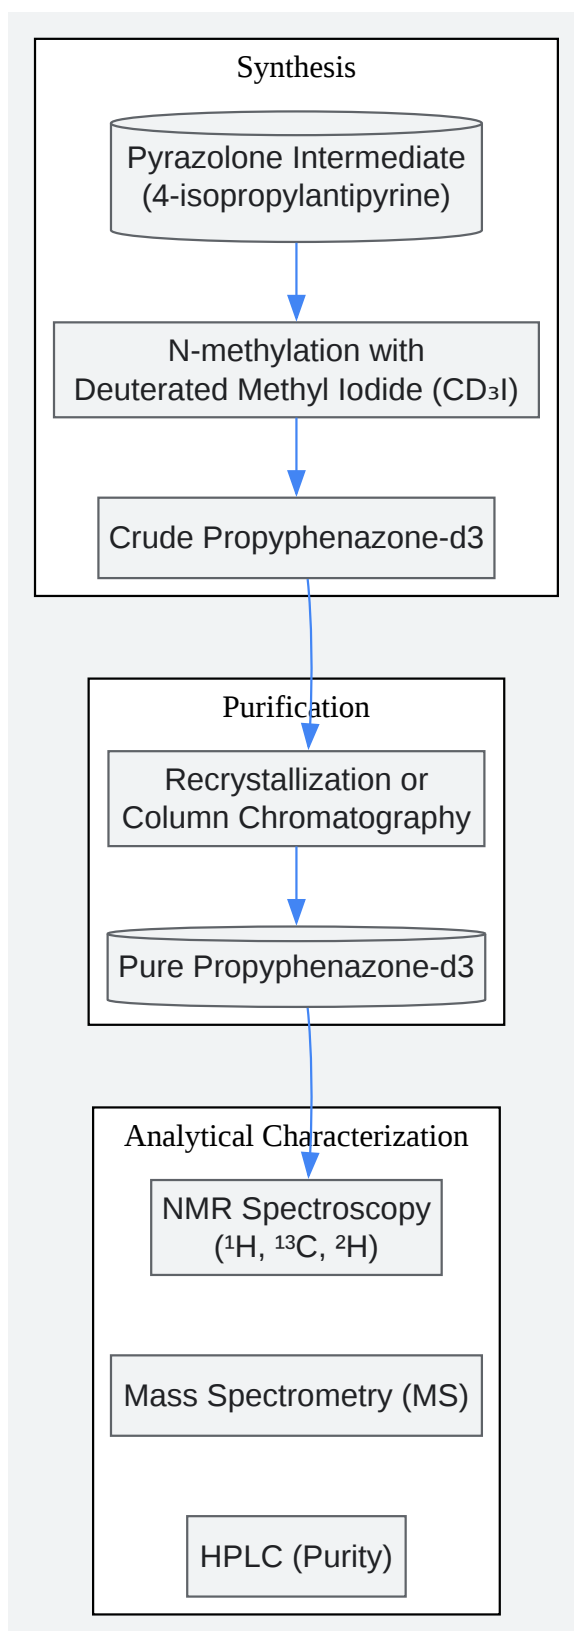 Synthesis
Pyrazolone Intermediate
(4-isopropylantipyrine)
N-methylation with
Deuterated Methyl Iodide (CD₃I)
Crude Propyphenazone-d3
Purification
Recrystallization or
Column Chromatography
Pure Propyphenazone-d3
Analytical Characterization
NMR Spectroscopy
(¹H, ¹³C, ²H)
Mass Spectrometry (MS)
HPLC (Purity)